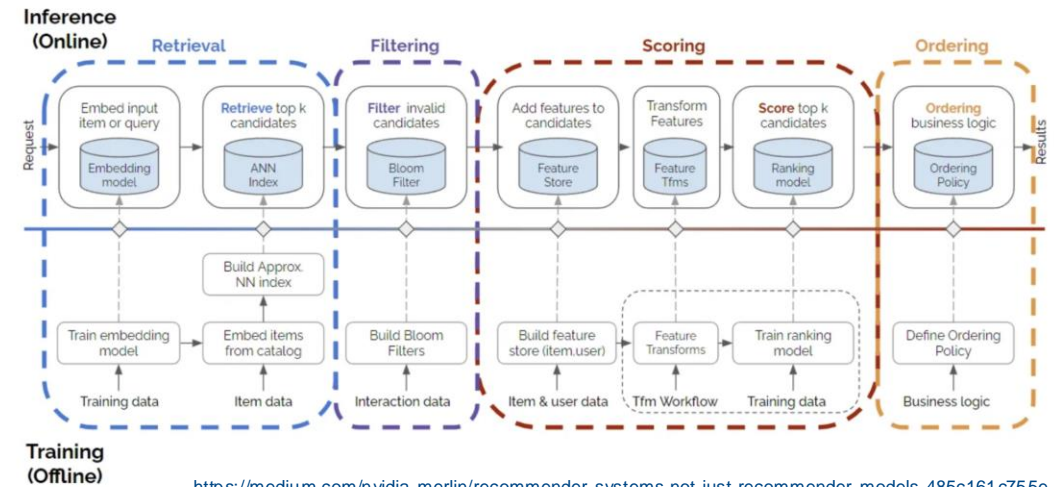 Inference
(Online)
Retrieval
Filtering
Scoring
Ordering
Request
Embed input
item or query
Embedding
model
Retrieve top k
candidates
ANN
Index
Filter invalid
candidates
Bloom
Filter
Add features to
candidates
Feature
Store
Transform
Features
Feature
Tfms
Score top k
candidates
Ranking
model
Ordering
business logic
Ordering
Policy
Results
Build Approx.
NN index
Train embedding
model
Embed items
from catalog
Build Bloom
Filters
Build feature
store (item,user)
Feature
Transforms
Train ranking
model
Define Ordering
Policy
Training data
Item data
Interaction data
Item & user data
Tfm Workflow
Training data
Business logic
Training
(Offline)